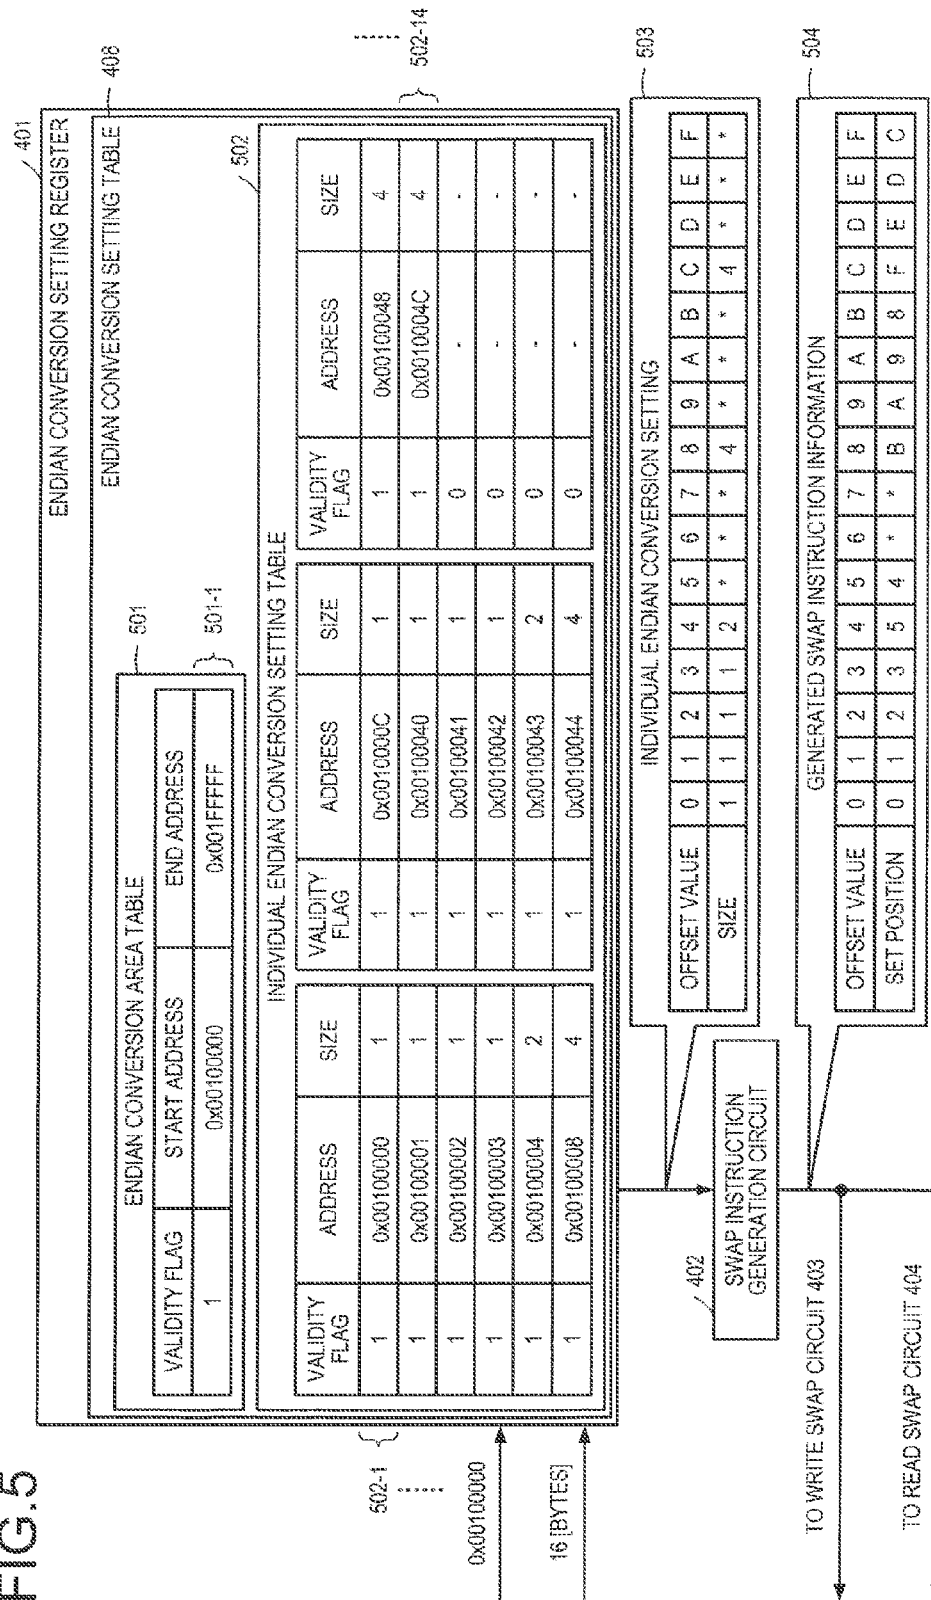 FIG.5
401
ENDIAN CONVERSION SETTING REGISTER
408
ENDIAN CONVERSION SETTING TABLE
501
ENDIAN CONVERSION AREA TABLE
VALIDITY FLAG START ADDRESS END ADDRESS
1 0x00100000 0x001FFFFF
501-1
502
INDIVIDUAL ENDIAN CONVERSION SETTING TABLE
VALIDITY FLAG ADDRESS SIZE VALIDITY FLAG ADDRESS SIZE VALIDITY FLAG ADDRESS SIZE
1 0x00100000 1 1 0x0010000C 1 1 0x00100048 4
1 0x00100001 1 1 0x00100040 1 1 0x0010004C 4
1 0x00100002 1 1 0x00100041 1 0 - -
1 0x00100003 1 1 0x00100042 1 0 - -
1 0x00100004 2 1 0x00100043 2 0 - -
1 0x00100008 4 1 0x00100044 4 0 - -
502-1
502-14
0x00100000
16 [BYTES]
503
INDIVIDUAL ENDIAN CONVERSION SETTING
OFFSET VALUE 0 1 2 3 4 5 6 7 8 9 A B C D E F
SIZE 1 1 1 1 2 * * * 4 * * * 4 * * *
402
SWAP INSTRUCTION
GENERATION CIRCUIT
504
GENERATED SWAP INSTRUCTION INFORMATION
OFFSET VALUE 0 1 2 3 4 5 6 7 8 9 A B C D E F
SET POSITION 0 1 2 3 5 4 * * B A 9 8 F E D C
TO WRITE SWAP CIRCUIT 403
TO READ SWAP CIRCUIT 404